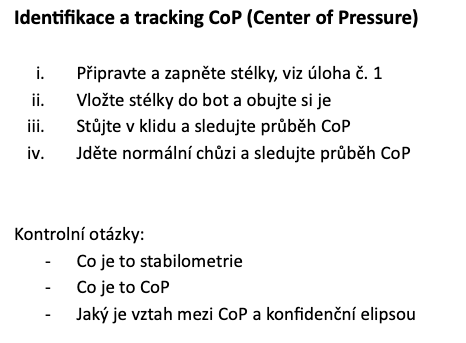 Identifikace a tracking CoP (Center of Pressure)
i. Připravte a zapněte stélky, viz úloha č. 1
ii. Vložte stélky do bot a obujte si je
iii. Stůjte v klidu a sledujte průběh CoP
iv. Jděte normální chůzi a sledujte průběh CoP
Kontrolní otázky:
- Co je to stabilometrie
- Co je to CoP
- Jaký je vztah mezi CoP a konfidenční elipsou